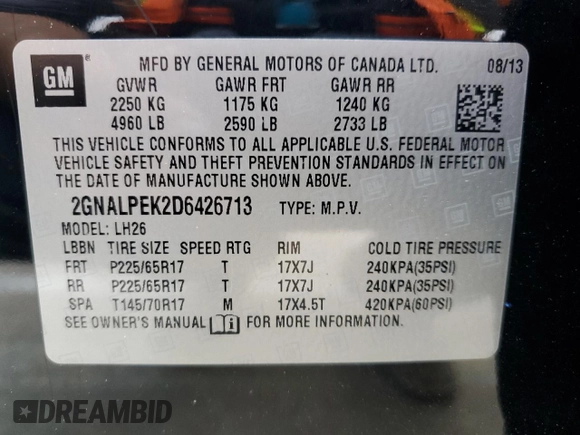 GM
MFD BY GENERAL MOTORS OF CANADA LTD. 08/13
GVWR GAWR FRT GAWR RR
2250 KG 1175 KG 1240 KG
4960 LB 2590 LB 2733 LB
THIS VEHICLE CONFORMS TO ALL APPLICABLE U.S. FEDERAL MOTOR
VEHICLE SAFETY AND THEFT PREVENTION STANDARDS IN EFFECT ON
THE DATE OF MANUFACTURE SHOWN ABOVE.
2GNALPEK2D6426713 TYPE: M.P.V.
MODEL: LH26
LBBN TIRE SIZE SPEED RTG RIM COLD TIRE PRESSURE
FRT P225/65R17 T 17X7J 240KPA(35PSI)
RR P225/65R17 T 17X7J 240KPA(35PSI)
SPA T145/70R17 M 17X4.5T 420KPA(60PSI)
SEE OWNER'S MANUAL FOR MORE INFORMATION.
DREAMBID